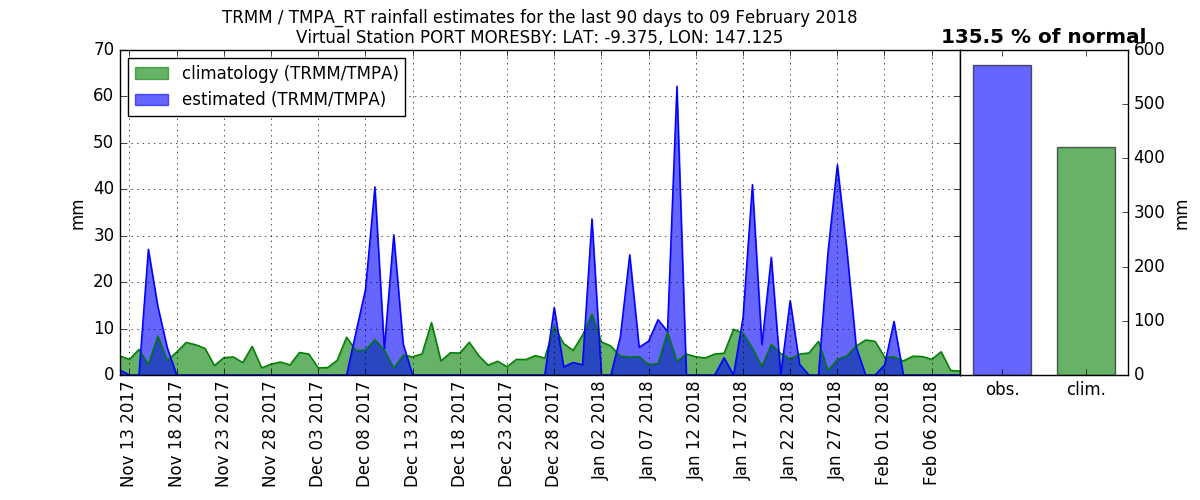 TRMM / TMPA_RT rainfall estimates for the last 90 days to 09 February 2018
Virtual Station PORT MORESBY: LAT: -9.375, LON: 147.125
135.5 % of normal
climatology (TRMM/TMPA)
estimated (TRMM/TMPA)
70
60
50
40
30
20
10
0
mm
Nov 13 2017
Nov 18 2017
Nov 23 2017
Nov 28 2017
Dec 03 2017
Dec 08 2017
Dec 13 2017
Dec 18 2017
Dec 23 2017
Dec 28 2017
Jan 02 2018
Jan 07 2018
Jan 12 2018
Jan 17 2018
Jan 22 2018
Jan 27 2018
Feb 01 2018
Feb 06 2018
obs.
clim.
600
500
400
300
200
100
0
mm